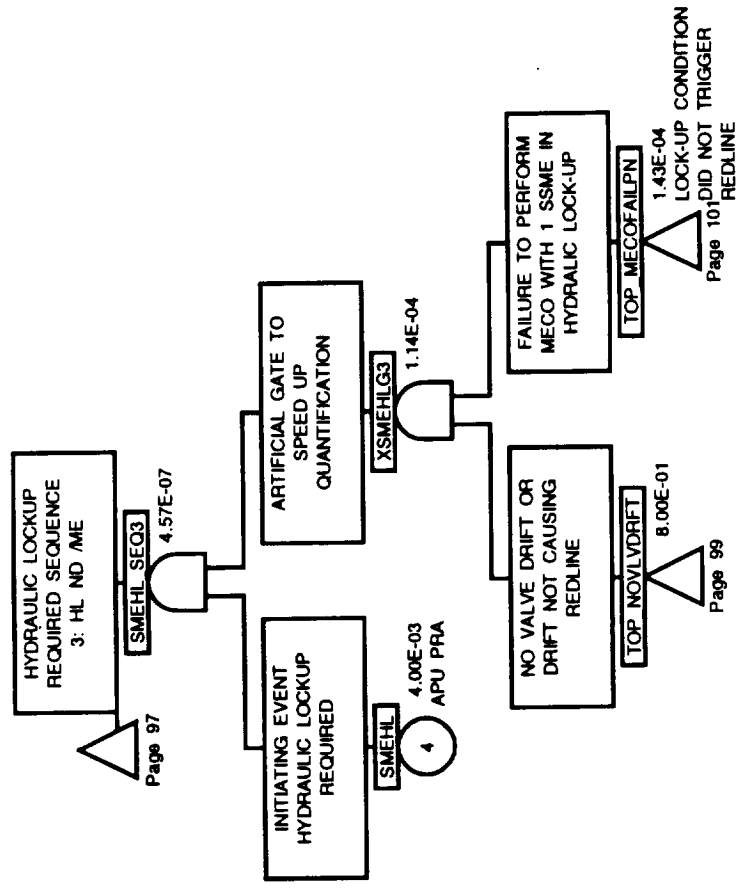 HYDRAULIC LOCKUP
REQUIRED SEQUENCE
3: HL ND /ME
SMEHL SEQ3
4.57E-07
Page 97
INITIATING EVENT
HYDRAULIC LOCKUP
REQUIRED
SMEHL
4
4.00E-03
APU PRA
ARTIFICIAL GATE TO
SPEED UP
QUANTIFICATION
XSMEHLG3
1.14E-04
NO VALVE DRIFT OR
DRIFT NOT CAUSING
REDLINE
TOP NOVLVDRFT
8.00E-01
Page 99
FAILURE TO PERFORM
MECO WITH 1 SSME IN
HYDRALIC LOCK-UP
TOP MECOFAILPN
1.43E-04
LOCK-UP CONDITION
DID NOT TRIGGER
REDLINE
Page 101